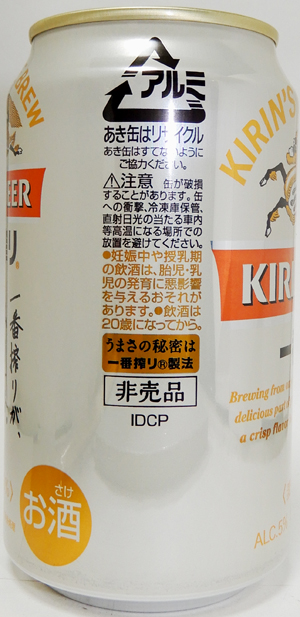 アルミ
あき缶はリサイクル
あき缶はすてないように
ご協力ください。
⚠注意 缶が破損
することがあります。缶
への衝撃、冷凍庫保管、
直射日光の当たる車内
等高温になる場所での
放置を避けてください。
●妊娠中や授乳期
の飲酒は、胎児・乳
児の発育に悪影響
を与えるおそれが
あります。●飲酒は
20歳になってから。
うまさの秘密は
一番搾り®製法
非売品
IDCP
BREW
BEER
リ
一番搾りが、
さけ
お酒
KIRIN'S
KIRI
Brewing from
delicious
a crisp
ALC.5